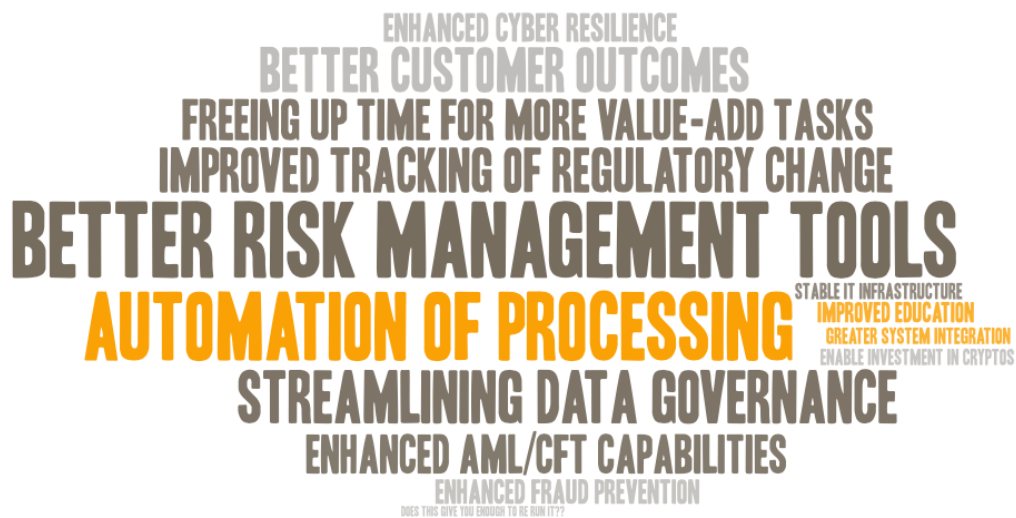 ENHANCED CYBER RESILIENCE
BETTER CUSTOMER OUTCOMES
FREEING UP TIME FOR MORE VALUE-ADD TASKS
IMPROVED TRACKING OF REGULATORY CHANGE
BETTER RISK MANAGEMENT TOOLS
STABLE IT INFRASTRUCTURE
AUTOMATION OF PROCESSING
IMPROVED EDUCATION
GREATER SYSTEM INTEGRATION
ENABLE INVESTMENT IN CRYPTOS
STREAMLINING DATA GOVERNANCE
ENHANCED AML/CFT CAPABILITIES
ENHANCED FRAUD PREVENTION
DOES THIS GIVE YOU ENOUGH TO RE RUN IT??